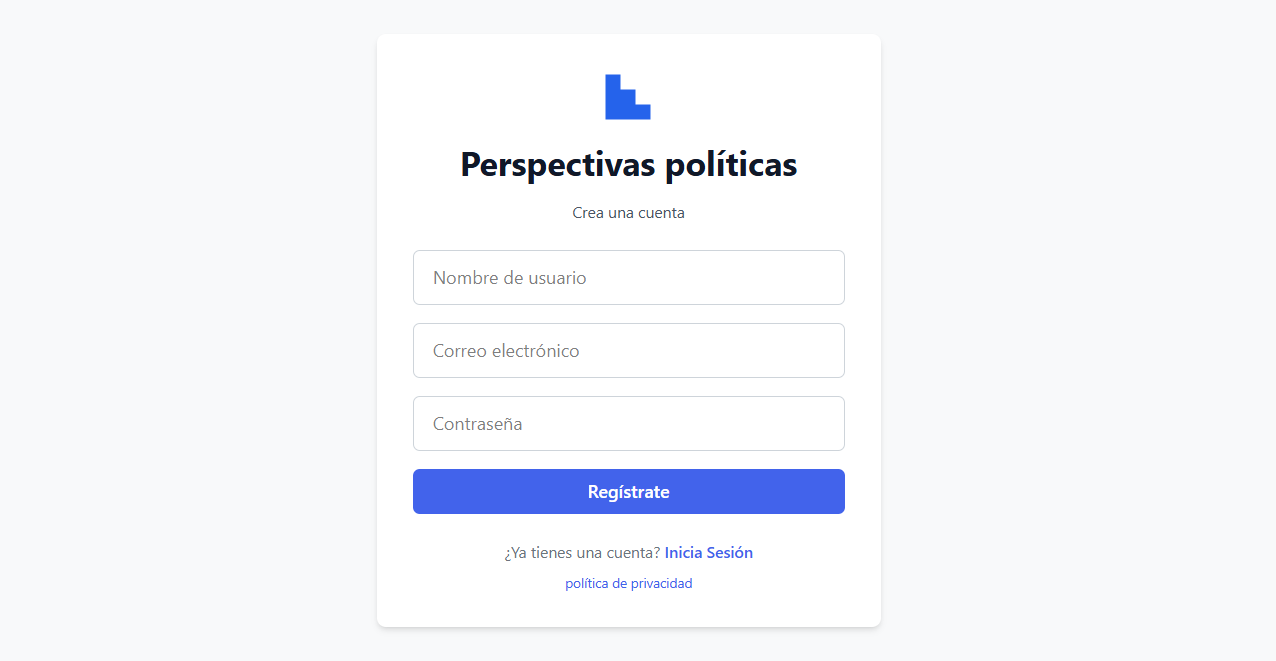 Perspectivas políticas
Crea una cuenta
Nombre de usuario
Correo electrónico
Contraseña
Regístrate
¿Ya tienes una cuenta? Inicia Sesión
política de privacidad